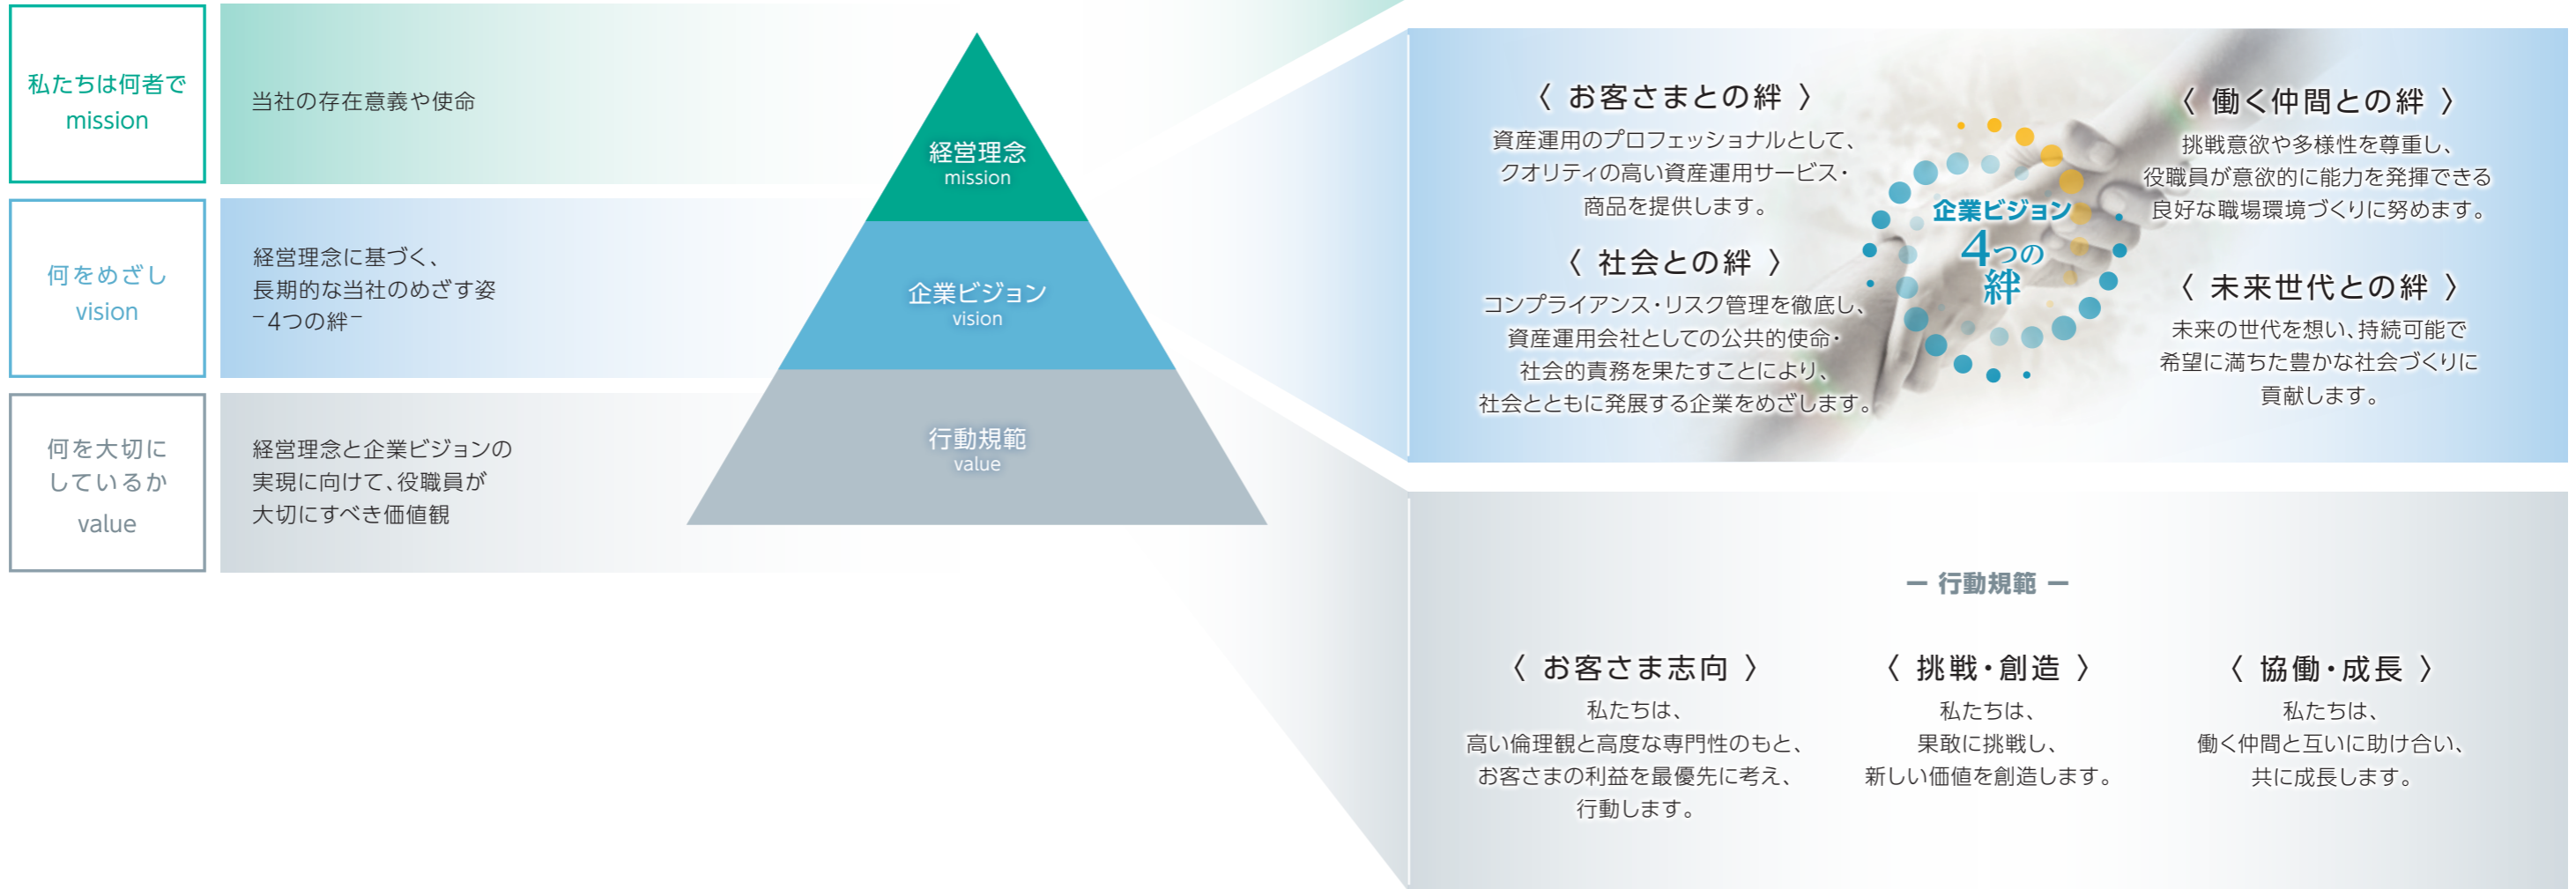 私たちは何者で
mission
当社の存在意義や使命
何をめざし
vision
経営理念に基づく、
長期的な当社のめざす姿
−4つの絆−
何を大切に
しているか
value
経営理念と企業ビジョンの
実現に向けて、役職員が
大切にすべき価値観
経営理念
mission
企業ビジョン
vision
行動規範
value
〈 お客さまとの絆 〉
資産運用のプロフェッショナルとして、
クオリティの高い資産運用サービス・
商品を提供します。
〈 社会との絆 〉
コンプライアンス・リスク管理を徹底し、
資産運用会社としての公共的使命・
社会的責務を果たすことにより、
社会とともに発展する企業をめざします。
企業ビジョン
4つの
絆
〈 働く仲間との絆 〉
挑戦意欲や多様性を尊重し、
役職員が意欲的に能力を発揮できる
良好な職場環境づくりに努めます。
〈 未来世代との絆 〉
未来の世代を想い、持続可能で
希望に満ちた豊かな社会づくりに
貢献します。
ー 行動規範 ー
〈 お客さま志向 〉
私たちは、
高い倫理観と高度な専門性のもと、
お客さまの利益を最優先に考え、
行動します。
〈 挑戦・創造 〉
私たちは、
果敢に挑戦し、
新しい価値を創造します。
〈 協働・成長 〉
私たちは、
働く仲間と互いに助け合い、
共に成長します。